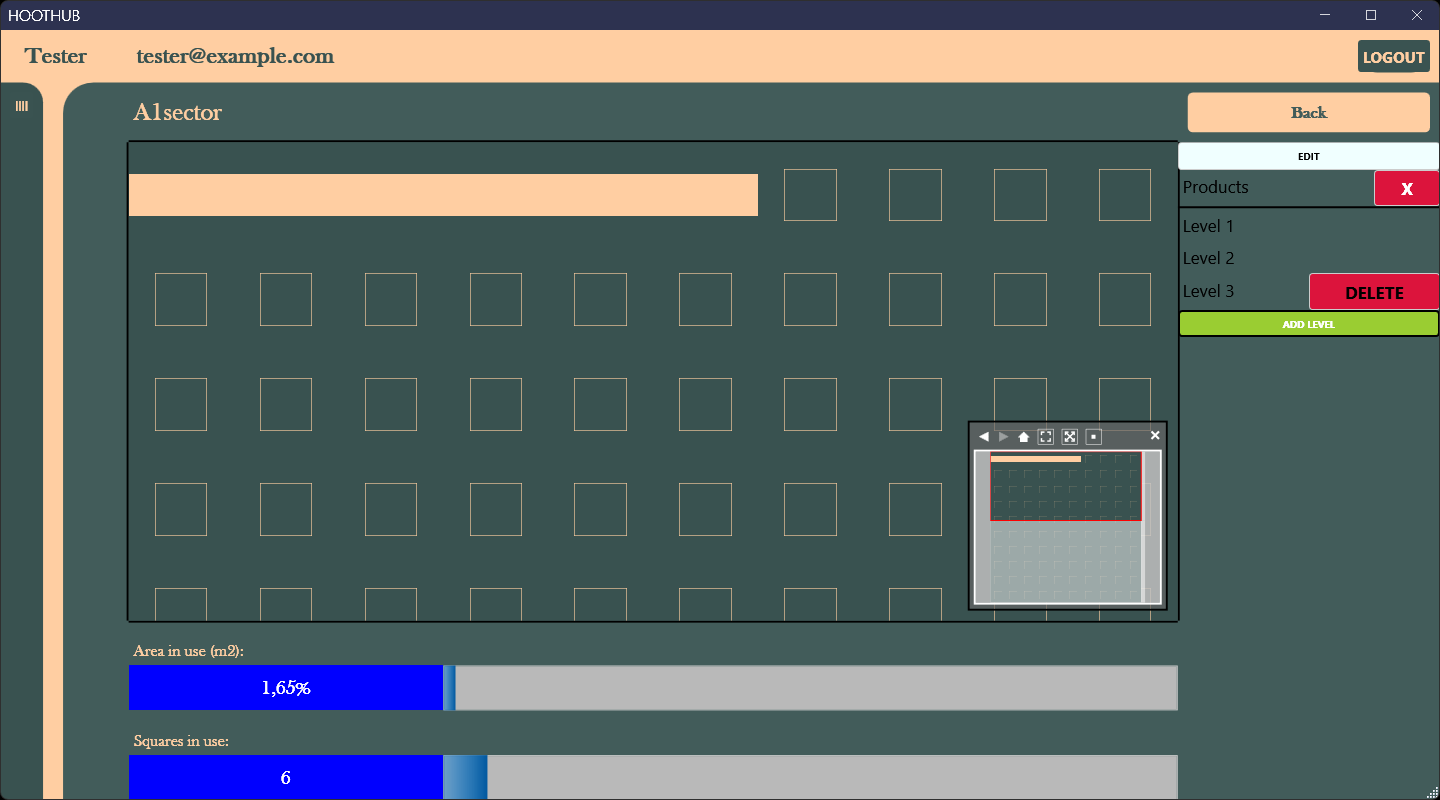 HOOTHUB
Tester tester@example.com LOGOUT
A1sector
Back
EDIT
Products X
Level 1
Level 2
Level 3 DELETE
ADD LEVEL
Area in use (m2):
1,65%
Squares in use:
6